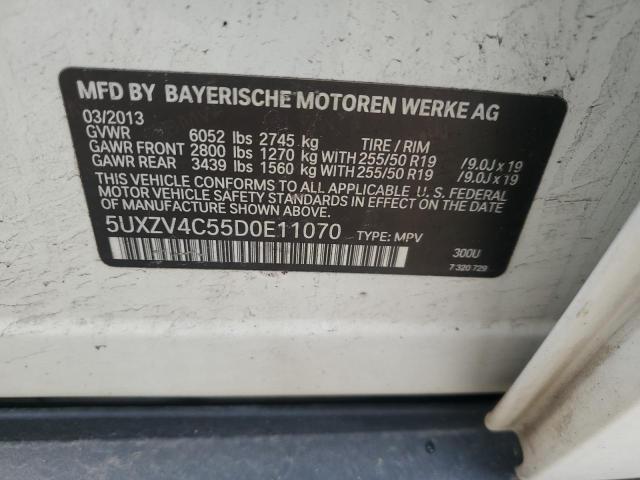 MFD BY BAYERISCHE MOTOREN WERKE AG
03/2013
GVWR 6052 lbs 2745 kg TIRE / RIM
GAWR FRONT 2800 lbs 1270 kg WITH 255/50 R19 /9.0J x 19
GAWR REAR 3439 lbs 1560 kg WITH 255/50 R19 /9.0J x 19
THIS VEHICLE CONFORMS TO ALL APPLICABLE U. S. FEDERAL
MOTOR VEHICLE SAFETY STANDARDS IN EFFECT ON THE DATE
OF MANUFACTURE SHOWN ABOVE.
5UXZV4C55D0E11070 TYPE: MPV
300U
7 320 729